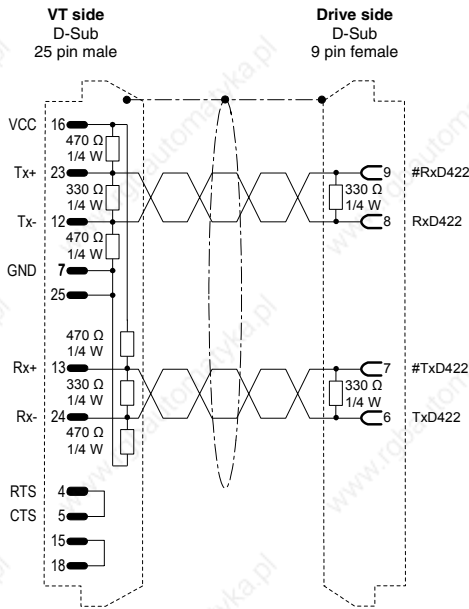 VT side
D-Sub
25 pin male
Drive side
D-Sub
9 pin female
VCC 16
470 Ω
1/4 W
Tx+ 23
330 Ω
1/4 W
Tx- 12
470 Ω
1/4 W
GND 7
25
9 #RxD422
330 Ω
1/4 W
8 RxD422
470 Ω
1/4 W
Rx+ 13
330 Ω
1/4 W
Rx- 24
470 Ω
1/4 W
7 #TxD422
330 Ω
1/4 W
6 TxD422
RTS 4
CTS 5
15
18
www.rgbautomatyka.pl